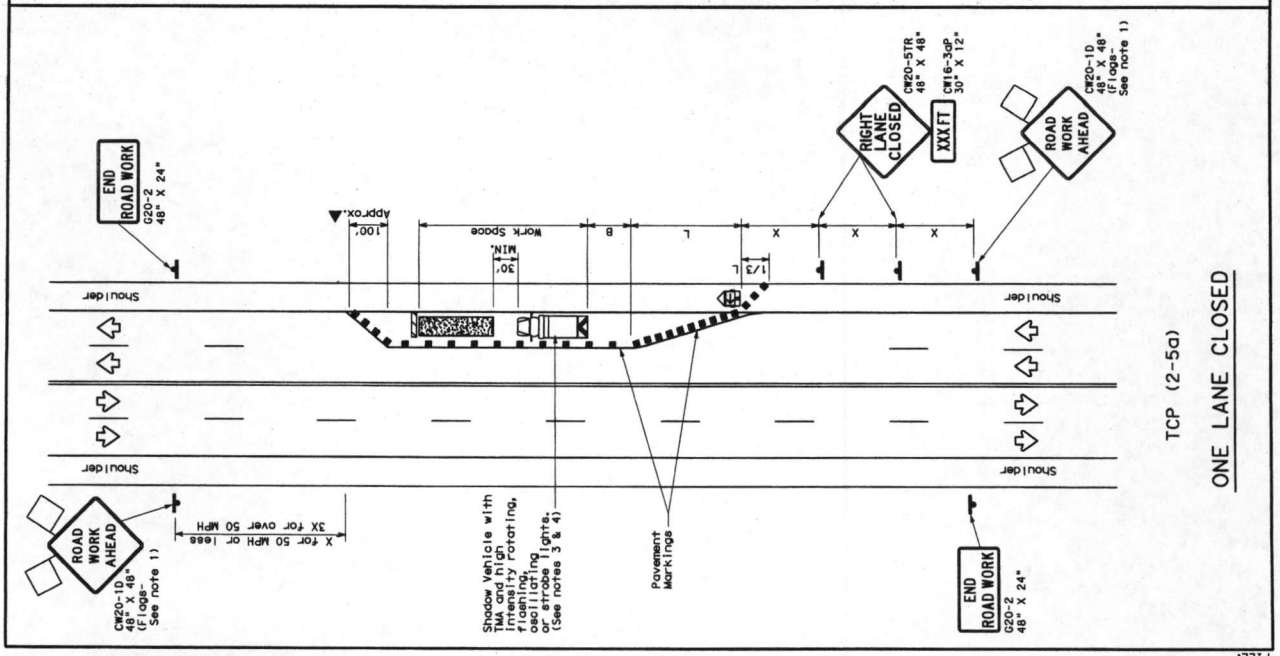 END
ROAD WORK
G20-2
48" X 24"
Shoulder
Shoulder
ROAD
WORK
AHEAD
CW20-1D
48" X 48"
(Flags-
See note 1)
X for 50 MPH or less
3X for over 50 MPH
100'
Approx.
Work Space
30'
MIN.
B
L
1/3 L
X
X
X
RIGHT
LANE
CLOSED
CW20-5TR
48" X 48"
XXX FT
CW16-3aP
30" X 12"
ROAD
WORK
AHEAD
CW20-1D
48" X 48"
(Flags-
See note 1)
Shadow Vehicle with
TMA and high
intensity rotating,
flashing,
oscillating
or strobe lights.
(See notes 3 & 4)
Pavement
Markings
Shoulder
Shoulder
END
ROAD WORK
G20-2
48" X 24"
TCP (2-5a)
ONE LANE CLOSED